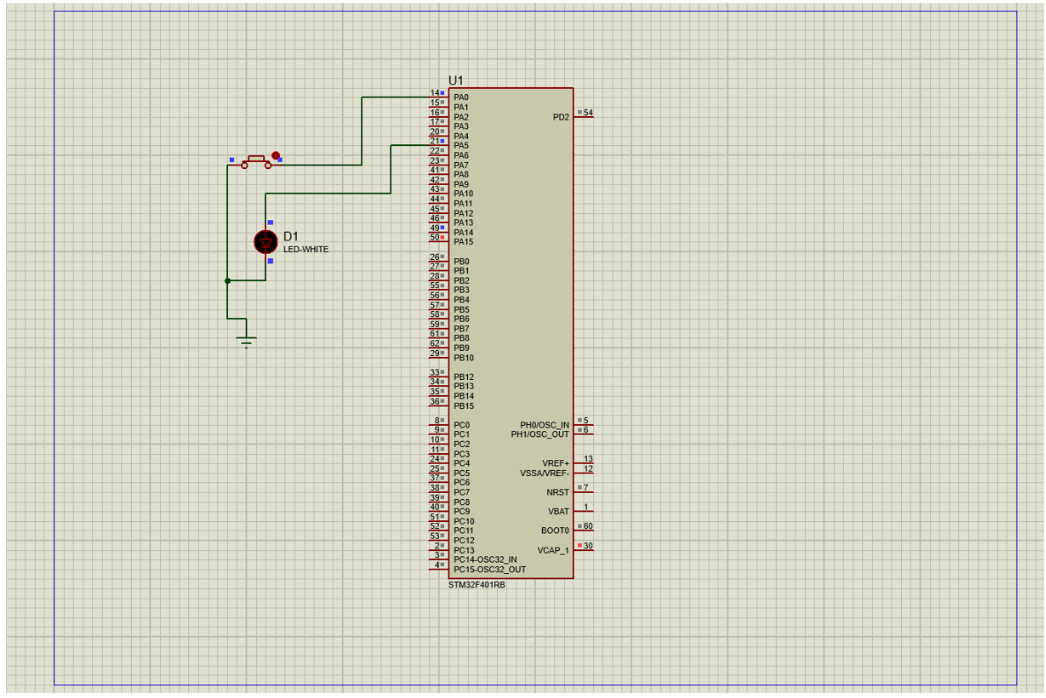 U1
14 PA0
15 PA1
16 PA2
17 PA3
20 PA4
21 PA5
22 PA6
23 PA7
41 PA8
42 PA9
43 PA10
44 PA11
45 PA12
46 PA13
49 PA14
50 PA15
26 PB0
27 PB1
28 PB2
55 PB3
56 PB4
57 PB5
58 PB6
59 PB7
61 PB8
62 PB9
29 PB10
33 PB12
34 PB13
35 PB14
36 PB15
8 PC0
9 PC1
10 PC2
11 PC3
24 PC4
25 PC5
37 PC6
38 PC7
39 PC8
40 PC9
51 PC10
52 PC11
53 PC12
2 PC13
3 PC14-OSC32_IN
4 PC15-OSC32_OUT
PD2 54
PH0/OSC_IN 5
PH1/OSC_OUT 6
VREF+ 13
VSSA/VREF- 12
NRST 7
VBAT 1
BOOT0 60
VCAP_1 30
STM32F401RB
D1
LED-WHITE